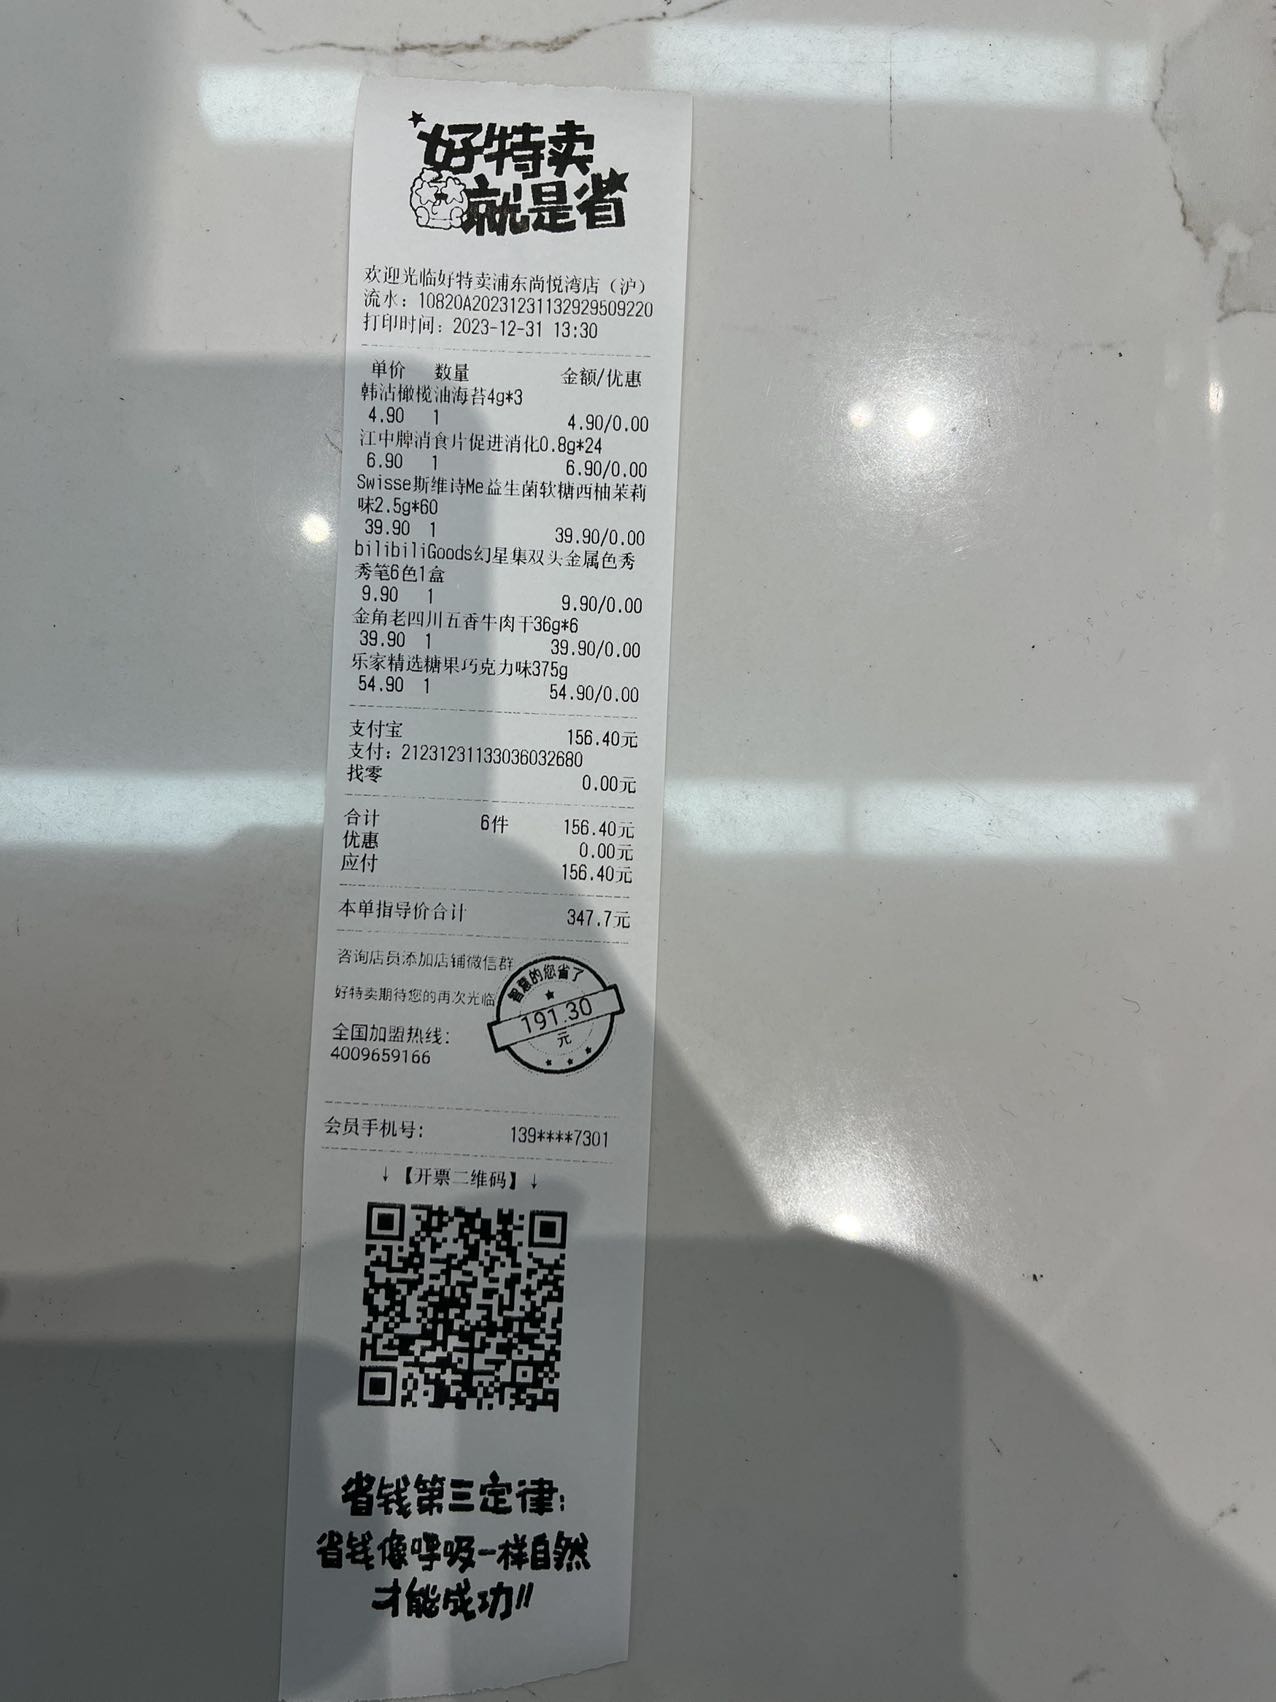 好特卖
就是省
欢迎光临好特卖浦东尚悦湾店（沪）
流水：10820A20231231132929509220
打印时间：2023-12-31 13:30
单价 数量 金额/优惠
韩沾橄榄油海苔4g*3
4.90 1 4.90/0.00
江中牌消食片促进消化0.8g*24
6.90 1 6.90/0.00
Swisse斯维诗Me益生菌软糖西柚茉莉
味2.5g*60
39.90 1 39.90/0.00
bilibiliGoods幻星集双头金属色秀
秀笔6色1盒
9.90 1 9.90/0.00
金角老四川五香牛肉干36g*6
39.90 1 39.90/0.00
乐家精选糖果巧克力味375g
54.90 1 54.90/0.00
支付宝 156.40元
支付：21231231133036032680
找零 0.00元
合计 6件 156.40元
优惠 0.00元
应付 156.40元
本单指导价合计 347.7元
咨询店员添加店铺微信群
好特卖期待您的再次光临
智慧的您省了
191.30
元
全国加盟热线：
4009659166
会员手机号： 139****7301
↓【开票二维码】↓
省钱第三定律：
省钱像呼吸一样自然
才能成功!!